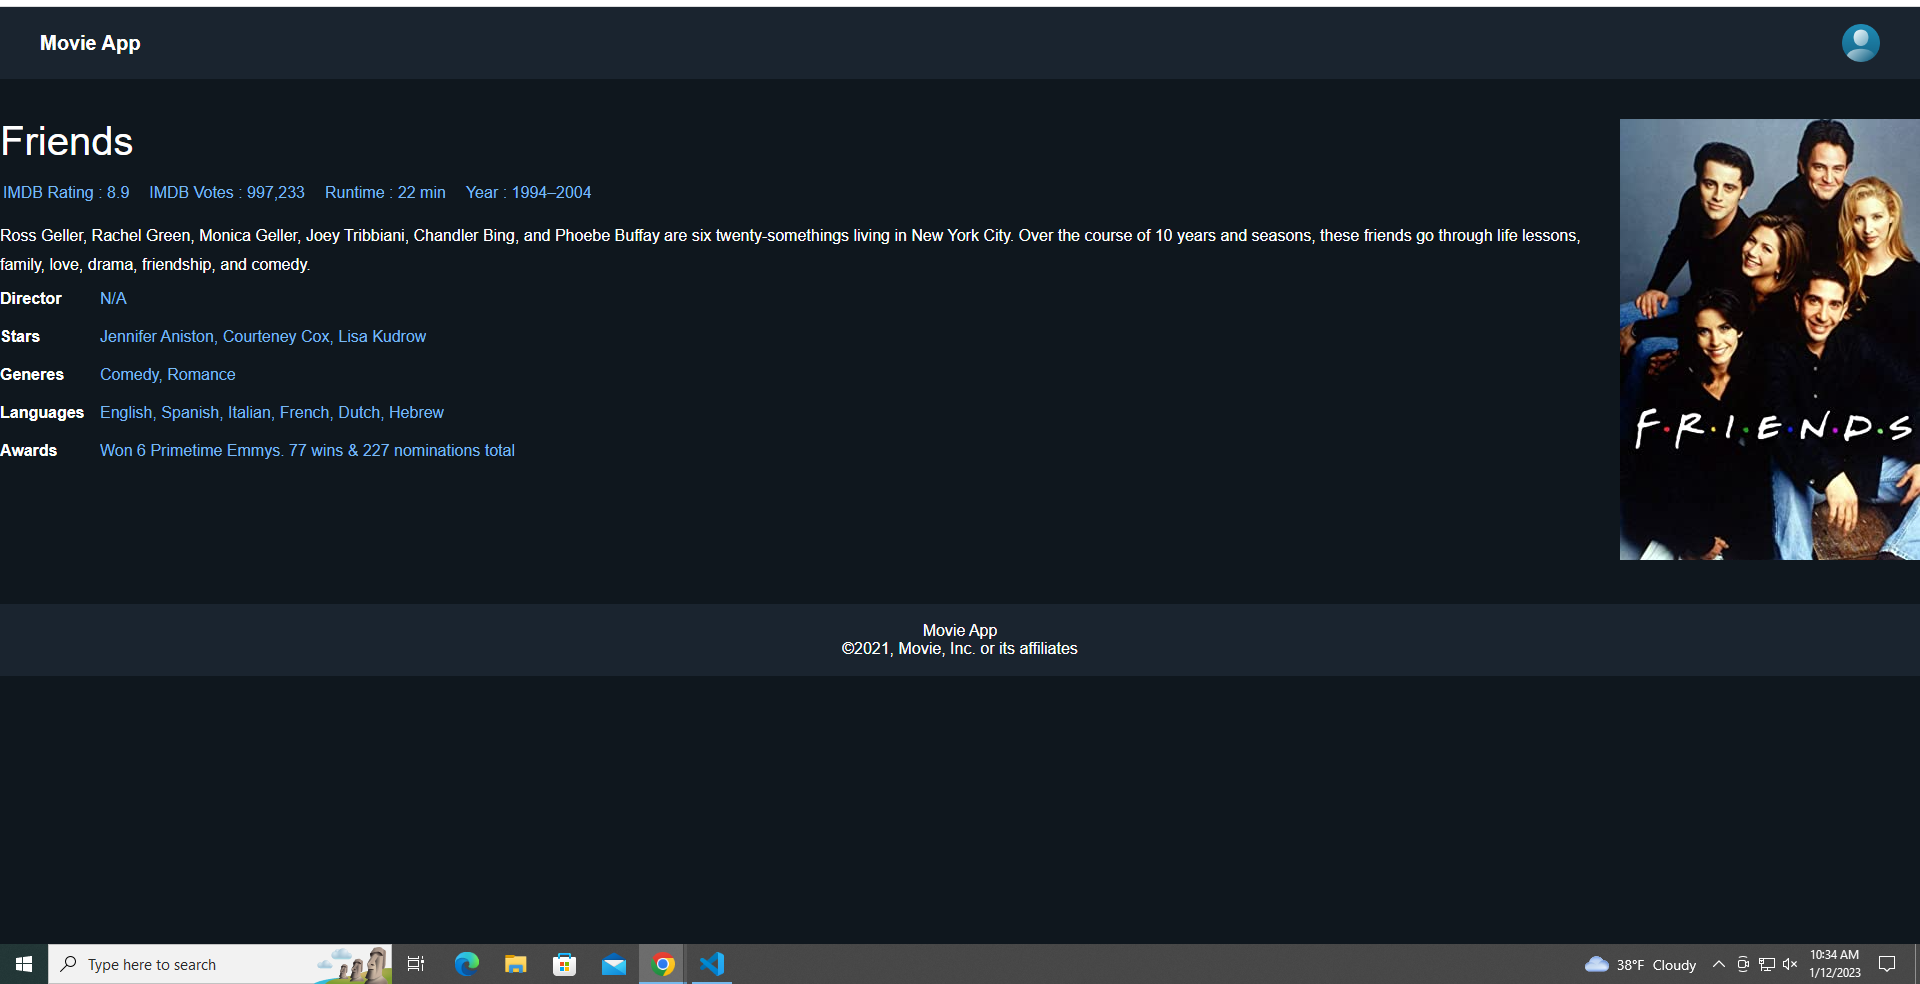 Movie App
Friends
IMDB Rating : 8.9 IMDB Votes : 997,233 Runtime : 22 min Year : 1994–2004
Ross Geller, Rachel Green, Monica Geller, Joey Tribbiani, Chandler Bing, and Phoebe Buffay are six twenty-somethings living in New York City. Over the course of 10 years and seasons, these friends go through life lessons,
family, love, drama, friendship, and comedy.
Director N/A
Stars Jennifer Aniston, Courteney Cox, Lisa Kudrow
Generes Comedy, Romance
Languages English, Spanish, Italian, French, Dutch, Hebrew
Awards Won 6 Primetime Emmys. 77 wins & 227 nominations total
F·R·I·E·N·D·S
Movie App
©2021, Movie, Inc. or its affiliates
Type here to search
38°F Cloudy
10:34 AM
1/12/2023